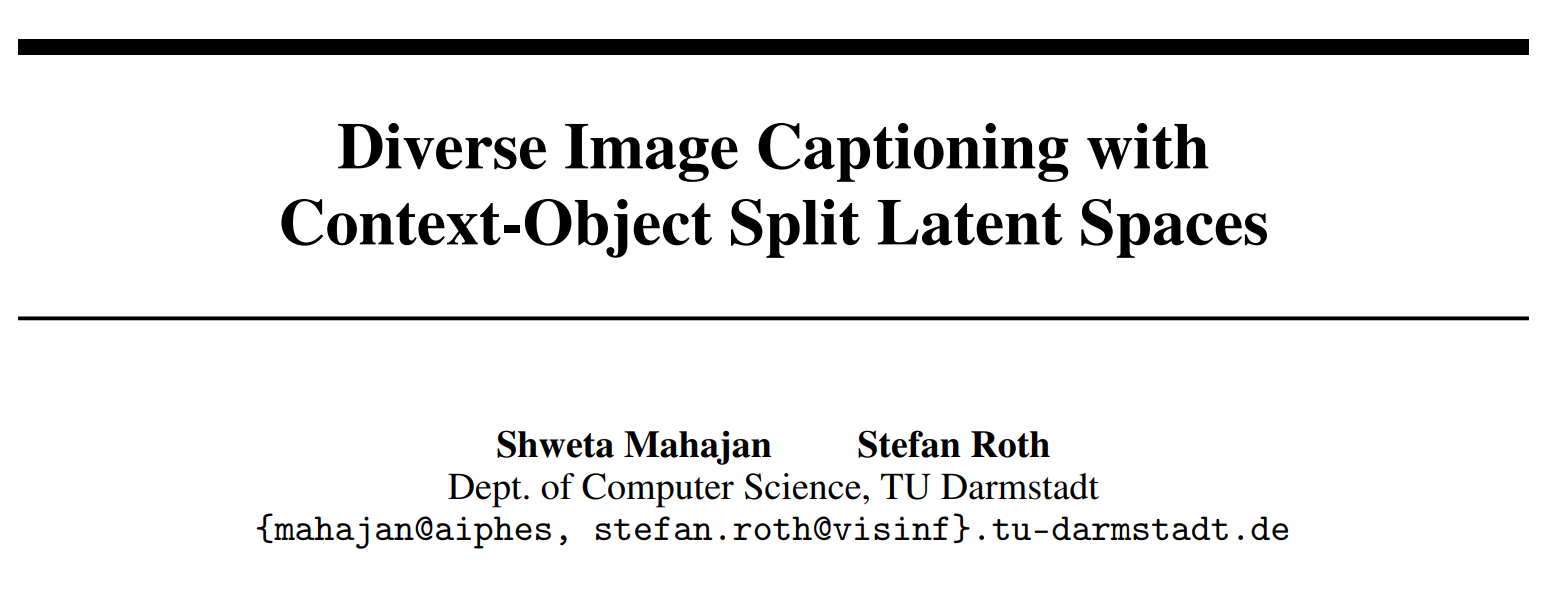 Diverse Image Captioning with
Context-Object Split Latent Spaces
Shweta Mahajan Stefan Roth
Dept. of Computer Science, TU Darmstadt
{mahajan@aiphes, stefan.roth@visinf}.tu-darmstadt.de